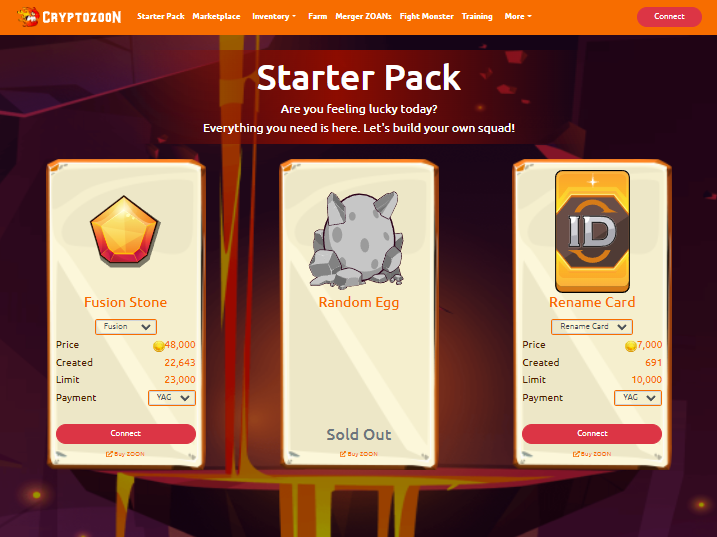 CRYPTOZOON Starter Pack Marketplace Inventory Farm Merger ZOANs Fight Monster Training More Connect
Starter Pack
Are you feeling lucky today?
Everything you need is here. Let's build your own squad!
Fusion Stone
Fusion
Price 48,000
Created 22,643
Limit 23,000
Payment YAG
Connect
Buy ZOON
Random Egg
Sold Out
Buy ZOON
ID
Rename Card
Rename Card
Price 7,000
Created 691
Limit 10,000
Payment YAG
Connect
Buy ZOON